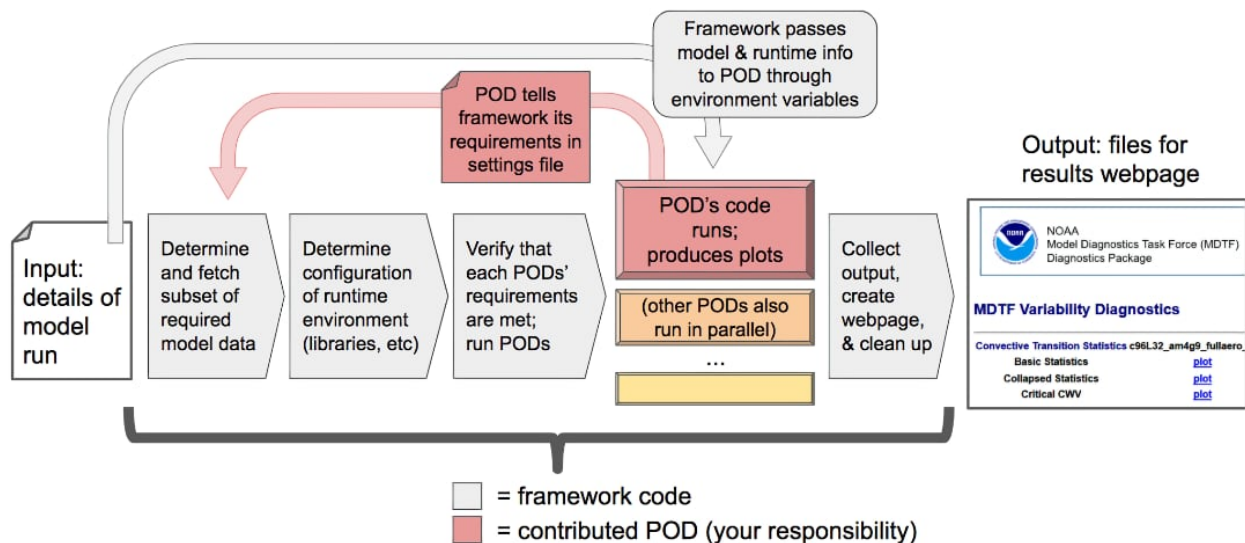 Framework passes
model & runtime info
to POD through
environment variables
POD tells
framework its
requirements in
settings file
Input:
details of
model
run
Determine
and fetch
subset of
required
model data
Determine
configuration
of runtime
environment
(libraries, etc)
Verify that
each PODs’
requirements
are met;
run PODs
POD’s code
runs;
produces plots
(other PODs also
run in parallel)
...
Collect
output,
create
webpage,
& clean up
Output: files for
results webpage
NOAA
NOAA
Model Diagnostics Task Force (MDTF)
Diagnostics Package
MDTF Variability Diagnostics
Convective Transition Statistics c96L32_am4g9_fullaero_
Basic Statistics plot
Collapsed Statistics plot
Critical CWV plot
= framework code
= contributed POD (your responsibility)